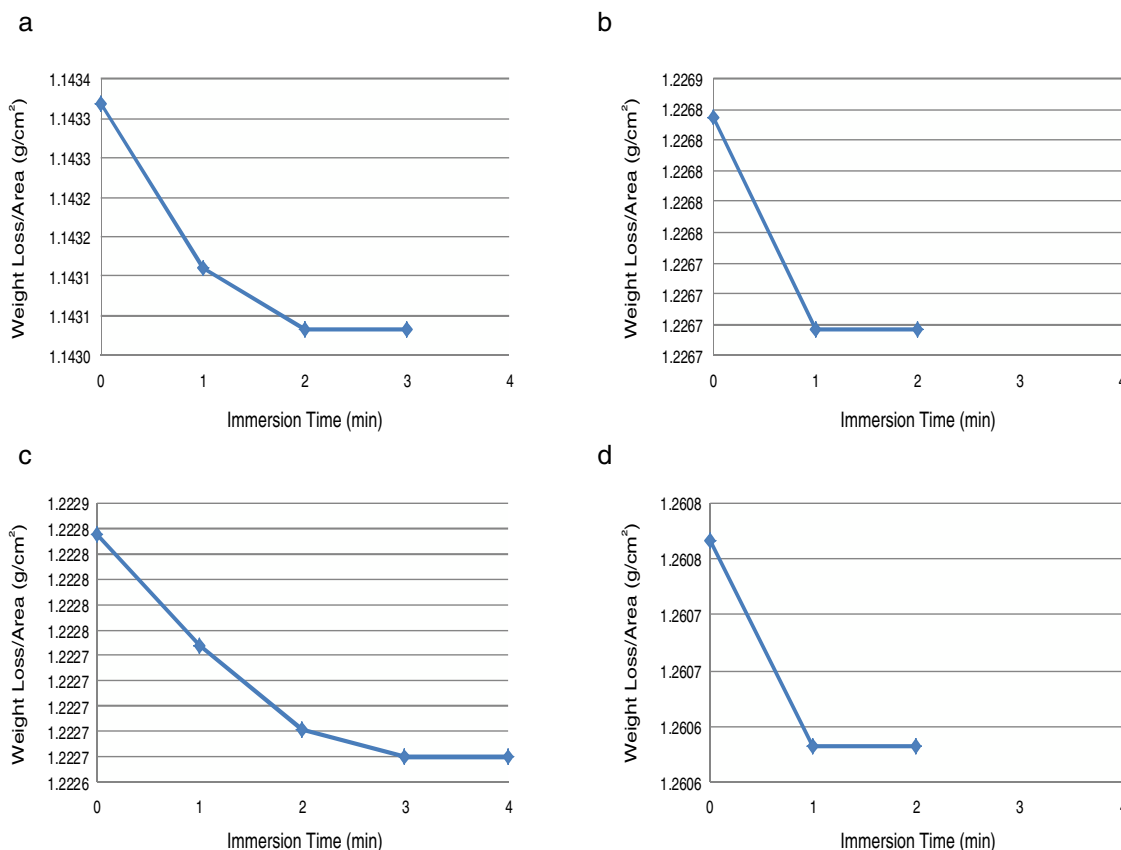 a
Weight Loss/Area (g/cm²)
1.1434
1.1433
1.1433
1.1432
1.1432
1.1431
1.1431
1.1430
0 1 2 3 4
Immersion Time (min)
b
Weight Loss/Area (g/cm²)
1.2269
1.2268
1.2268
1.2268
1.2268
1.2268
1.2267
1.2267
1.2267
1.2267
0 1 2 3 4
Immersion Time (min)
c
Weight Loss/Area (g/cm²)
1.2229
1.2228
1.2228
1.2228
1.2228
1.2228
1.2227
1.2227
1.2227
1.2227
1.2227
1.2226
0 1 2 3 4
Immersion Time (min)
d
Weight Loss/Area (g/cm²)
1.2608
1.2608
1.2607
1.2607
1.2606
1.2606
0 1 2 3 4
Immersion Time (min)